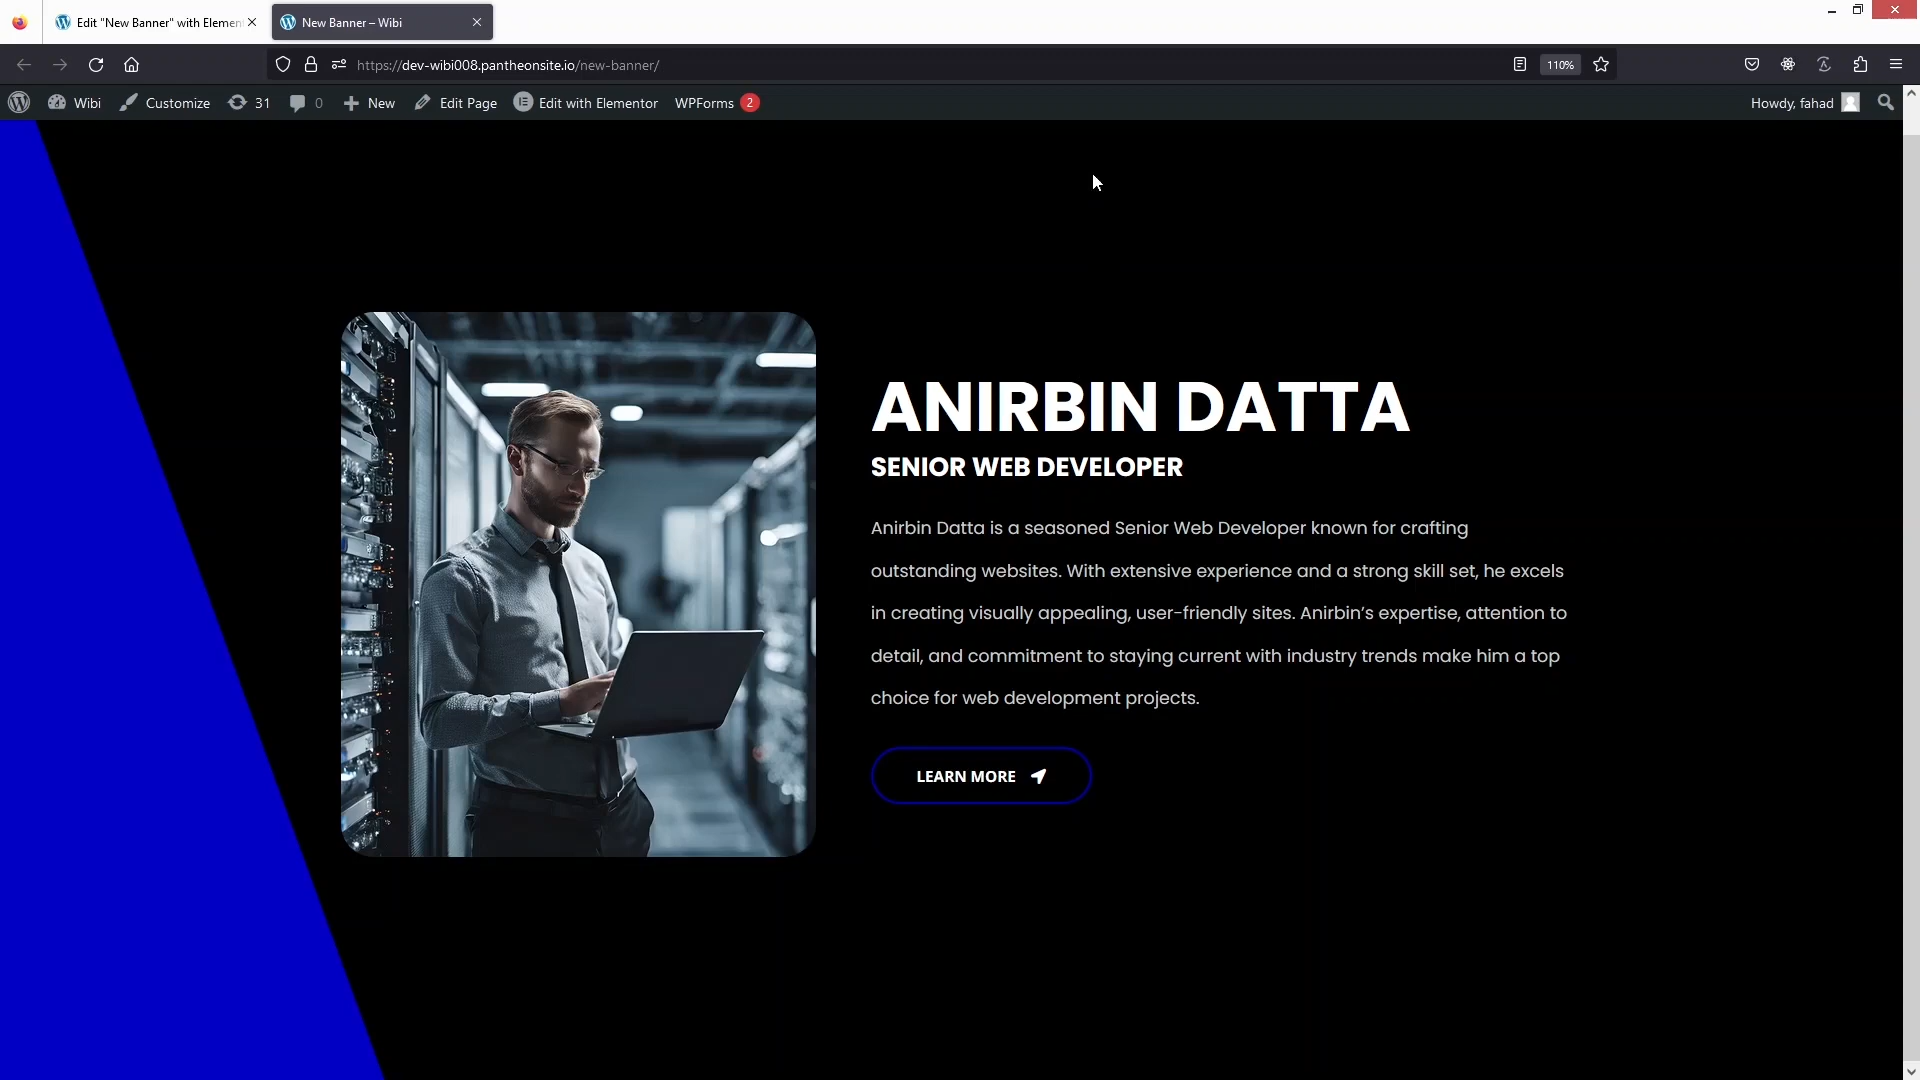 Edit "New Banner" with Elemen
New Banner – Wibi
https://dev-wibi008.pantheonsite.io/new-banner/
110%
Wibi
Customize
31
0
New
Edit Page
Edit with Elementor
WPForms 2
Howdy, fahad
ANIRBIN DATTA
SENIOR WEB DEVELOPER
Anirbin Datta is a seasoned Senior Web Developer known for crafting
outstanding websites. With extensive experience and a strong skill set, he excels
in creating visually appealing, user-friendly sites. Anirbin’s expertise, attention to
detail, and commitment to staying current with industry trends make him a top
choice for web development projects.
LEARN MORE